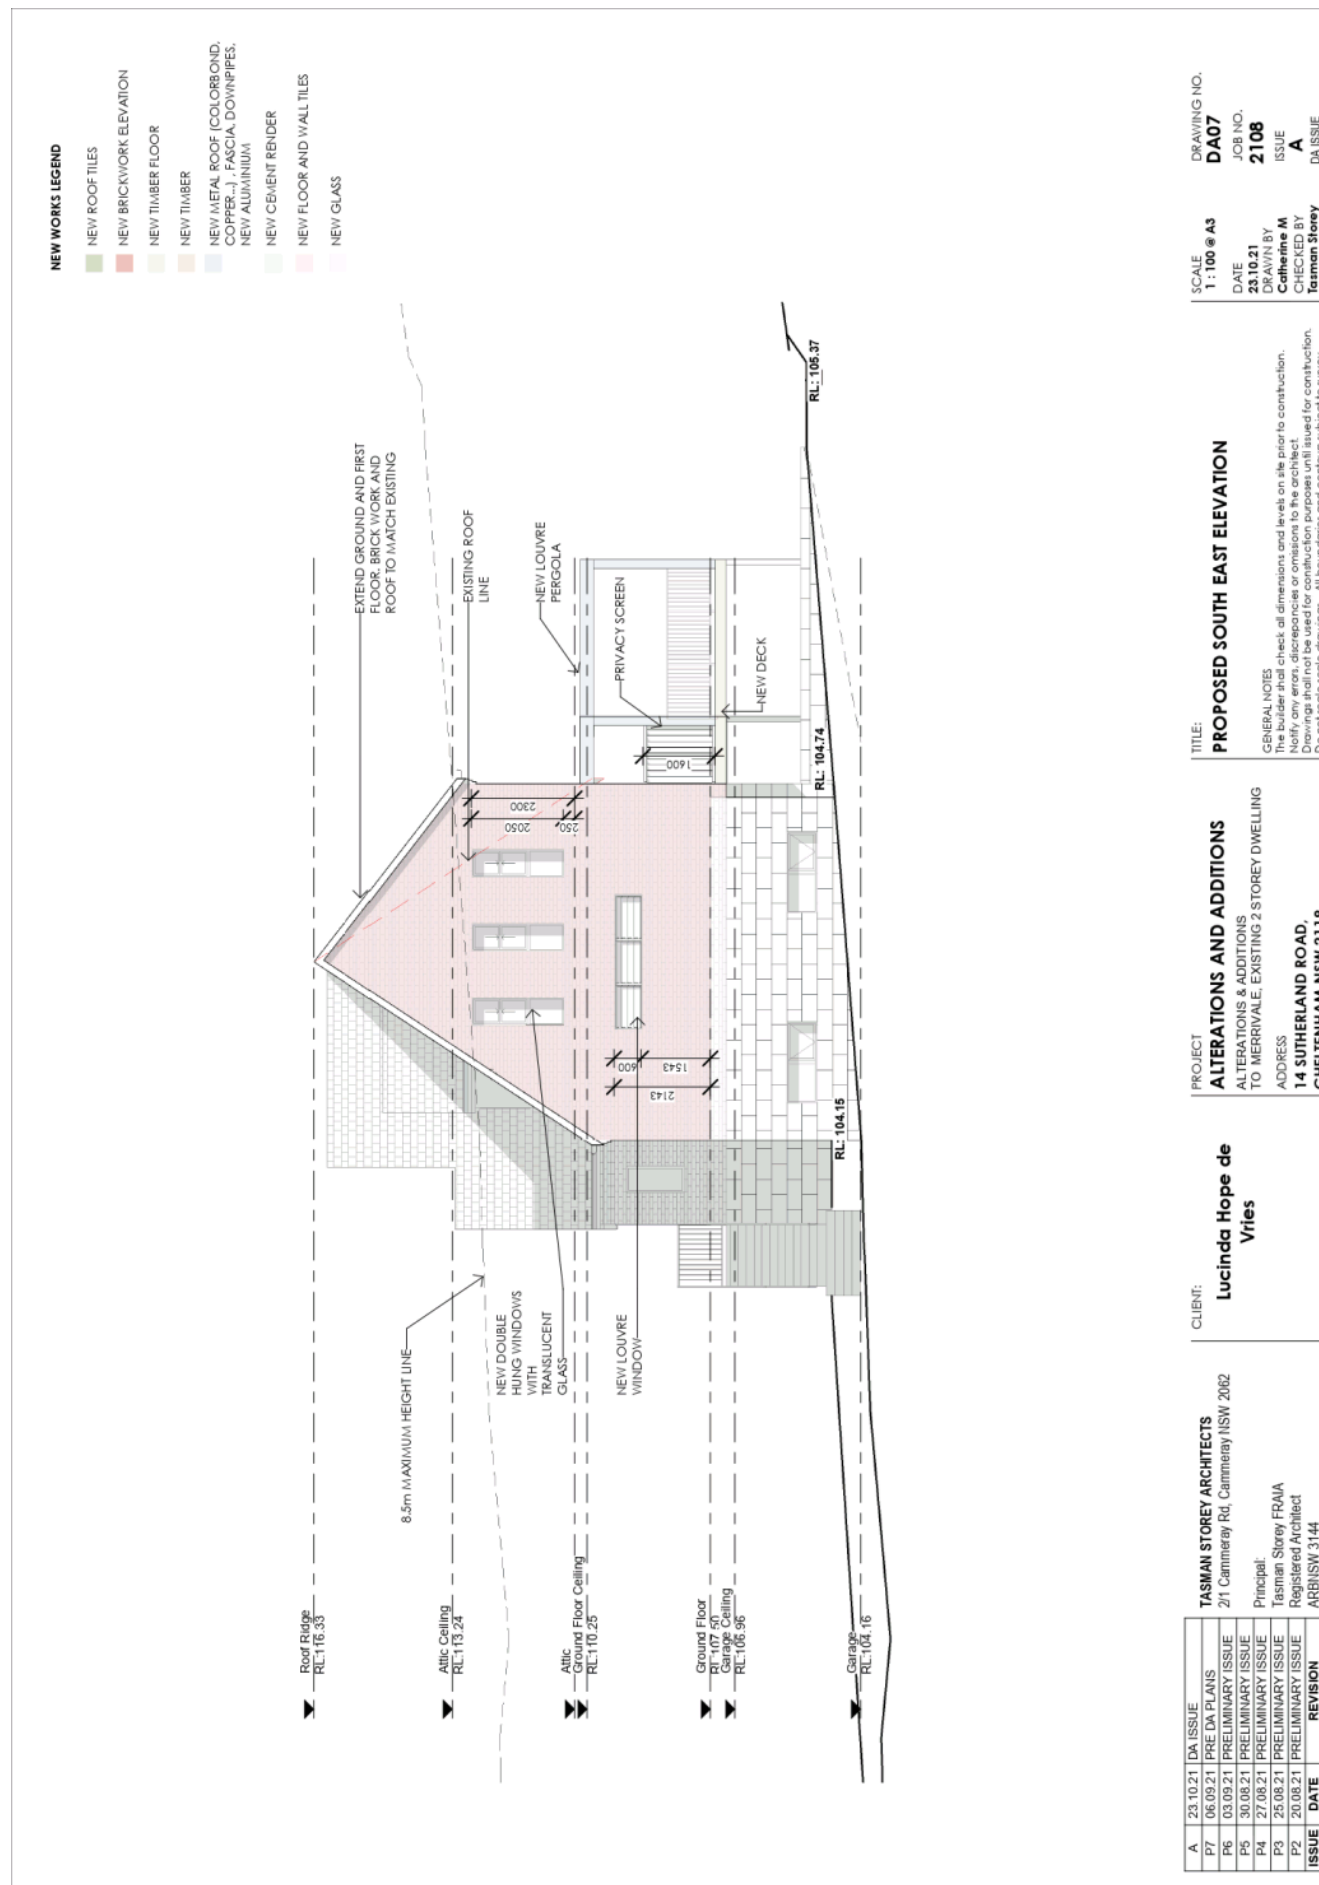 NEW WORKS LEGEND
NEW ROOF TILES
NEW BRICKWORK ELEVATION
NEW TIMBER FLOOR
NEW TIMBER
NEW METAL ROOF (COLORBOND,
COPPER...) , FASCIA, DOWNPIPES,
NEW ALUMINIUM
NEW CEMENT RENDER
NEW FLOOR AND WALL TILES
NEW GLASS
Roof Ridge
RL:116.33
Attic Ceiling
RL:113.24
Attic
Ground Floor Ceiling
RL:110.25
Ground Floor
RL:107.50
Garage Ceiling
RL:106.96
Garage
RL:104.16
8.5m MAXIMUM HEIGHT LINE
NEW DOUBLE
HUNG WINDOWS
WITH
TRANSLUCENT
GLASS
NEW LOUVRE
WINDOW
EXTEND GROUND AND FIRST
FLOOR. BRICK WORK AND
ROOF TO MATCH EXISTING
EXISTING ROOF
LINE
NEW LOUVRE
PERGOLA
PRIVACY SCREEN
NEW DECK
2300
2050
250
1600
600
1543
2143
RL: 104.15
RL: 104.74
RL: 105.37
A 23.10.21 DA ISSUE
P7 06.09.21 PRE DA PLANS
P6 03.09.21 PRELIMINARY ISSUE
P5 30.08.21 PRELIMINARY ISSUE
P4 27.08.21 PRELIMINARY ISSUE
P3 25.08.21 PRELIMINARY ISSUE
P2 20.08.21 PRELIMINARY ISSUE
ISSUE DATE REVISION
TASMAN STOREY ARCHITECTS
2/1 Cammeray Rd, Cammeray NSW 2062
Principal:
Tasman Storey FRAIA
Registered Architect
ARBNSW 3144
CLIENT:
Lucinda Hope de
Vries
PROJECT
ALTERATIONS AND ADDITIONS
ALTERATIONS & ADDITIONS
TO MERRIVALE, EXISTING 2 STOREY DWELLING
ADDRESS
14 SUTHERLAND ROAD,
CHELTENHAM NSW 2119
TITLE:
PROPOSED SOUTH EAST ELEVATION
GENERAL NOTES
The builder shall check all dimensions and levels on site prior to construction.
Notify any errors, discrepancies or omissions to the architect.
Drawings shall not be used for construction purposes until issued for construction.
SCALE
1 : 100 @ A3
DATE
23.10.21
DRAWN BY
Catherine M
CHECKED BY
Tasman Storey
DRAWING NO.
DA07
JOB NO.
2108
ISSUE
A
DA ISSUE